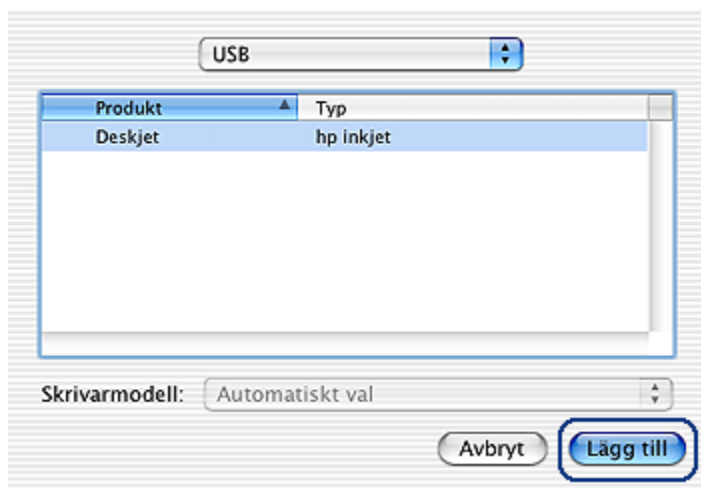 USB
Produkt Typ
Deskjet hp inkjet
Skrivarmodell: Automatiskt val
Avbryt Lägg till